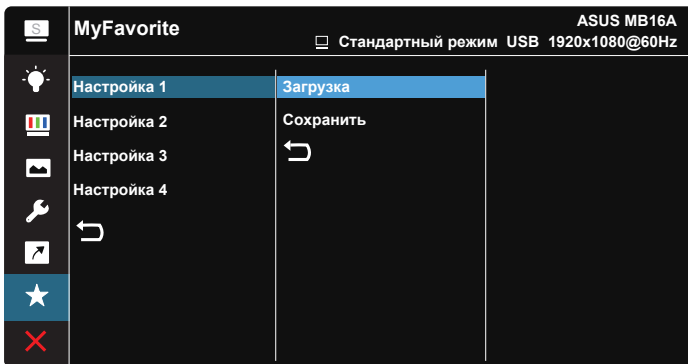 S
MyFavorite
ASUS MB16A
Стандартный режим USB 1920x1080@60Hz
Настройка 1
Загрузка
Настройка 2
Сохранить
Настройка 3
Настройка 4